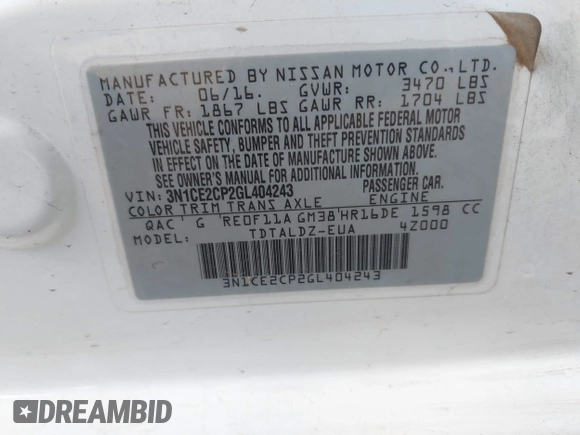 MANUFACTURED BY NISSAN MOTOR CO., LTD.
DATE: 06/16. GVWR: 3470 LBS
GAWR FR: 1867 LBS GAWR RR: 1704 LBS
THIS VEHICLE CONFORMS TO ALL APPLICABLE FEDERAL MOTOR
VEHICLE SAFETY, BUMPER AND THEFT PREVENTION STANDARDS
IN EFFECT ON THE DATE OF MANUFACTURE SHOWN ABOVE.
SEE OWNER'S MANUAL FOR ADDITIONAL INFORMATION.
VIN: 3N1CE2CP2GL404243 PASSENGER CAR.
COLOR TRIM TRANS AXLE ENGINE
QAC G RE0F11A GM38 HR16DE 1598 CC
MODEL: TDTALDZ-EUA 4Z000
3N1CE2CP2GL404243
DREAMBID